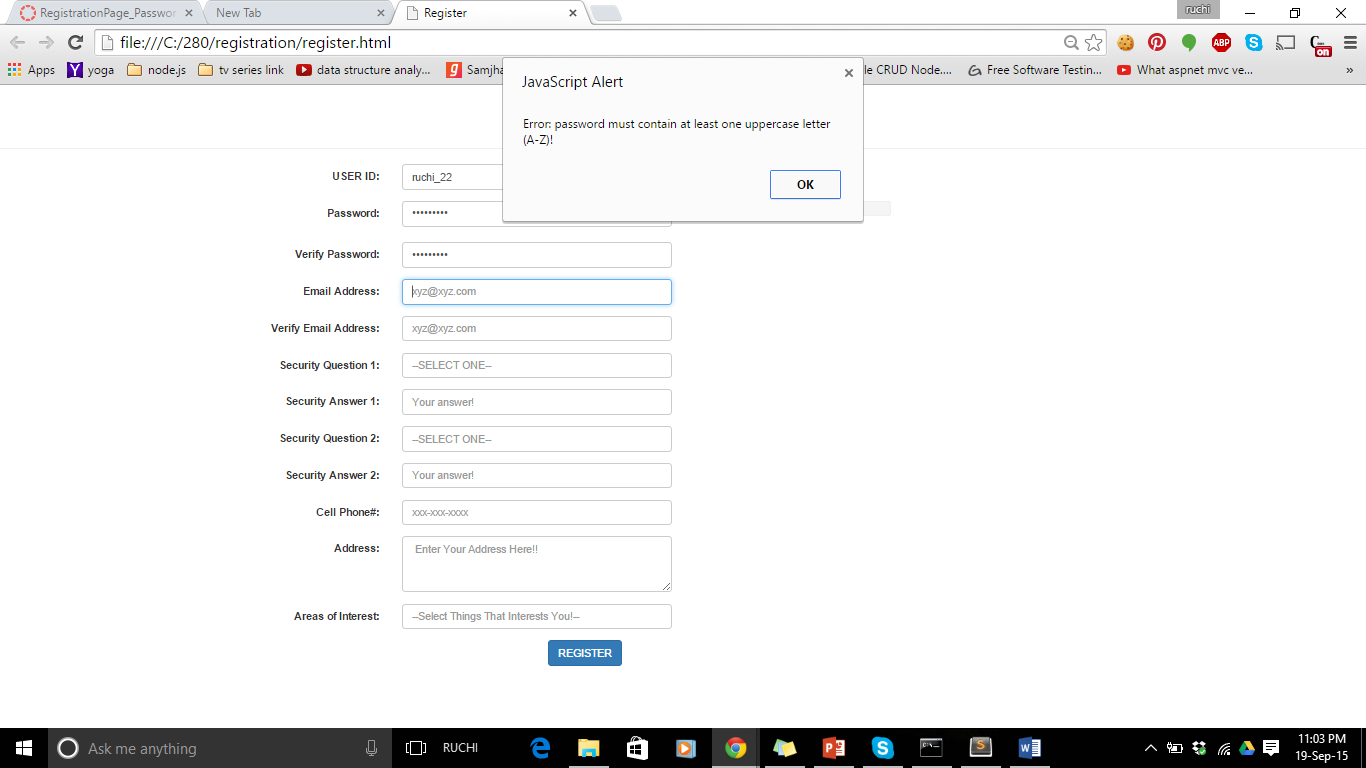 RegistrationPage_Passwor
New Tab
Register
ruchi
file:///C:/280/registration/register.html
ABP
on
Apps
yoga
node.js
tv series link
data structure analy...
Samjha
le CRUD Node....
Free Software Testin...
What aspnet mvc ve...
»
JavaScript Alert
Error: password must contain at least one uppercase letter
(A-Z)!
OK
USER ID:
ruchi_22
Password:
•••••••••
Verify Password:
•••••••••
Email Address:
xyz@xyz.com
Verify Email Address:
xyz@xyz.com
Security Question 1:
--SELECT ONE--
Security Answer 1:
Your answer!
Security Question 2:
--SELECT ONE--
Security Answer 2:
Your answer!
Cell Phone#:
xxx-xxx-xxxx
Address:
Enter Your Address Here!!
Areas of Interest:
--Select Things That Interests You!--
REGISTER
Ask me anything
RUCHI
11:03 PM
19-Sep-15